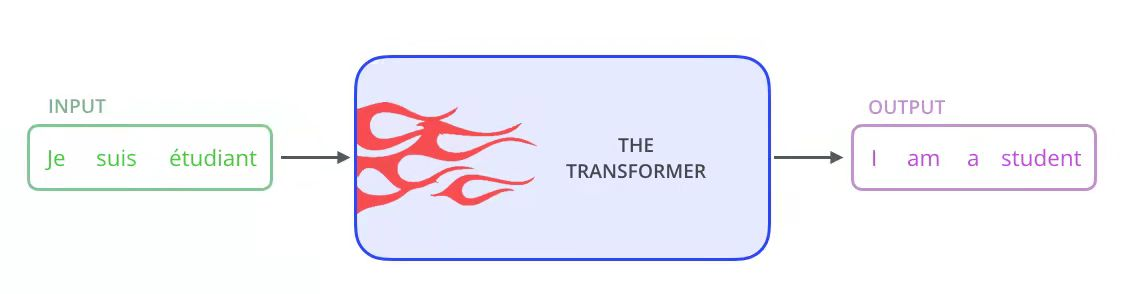 INPUT
Je suis étudiant
THE
TRANSFORMER
OUTPUT
I am a student